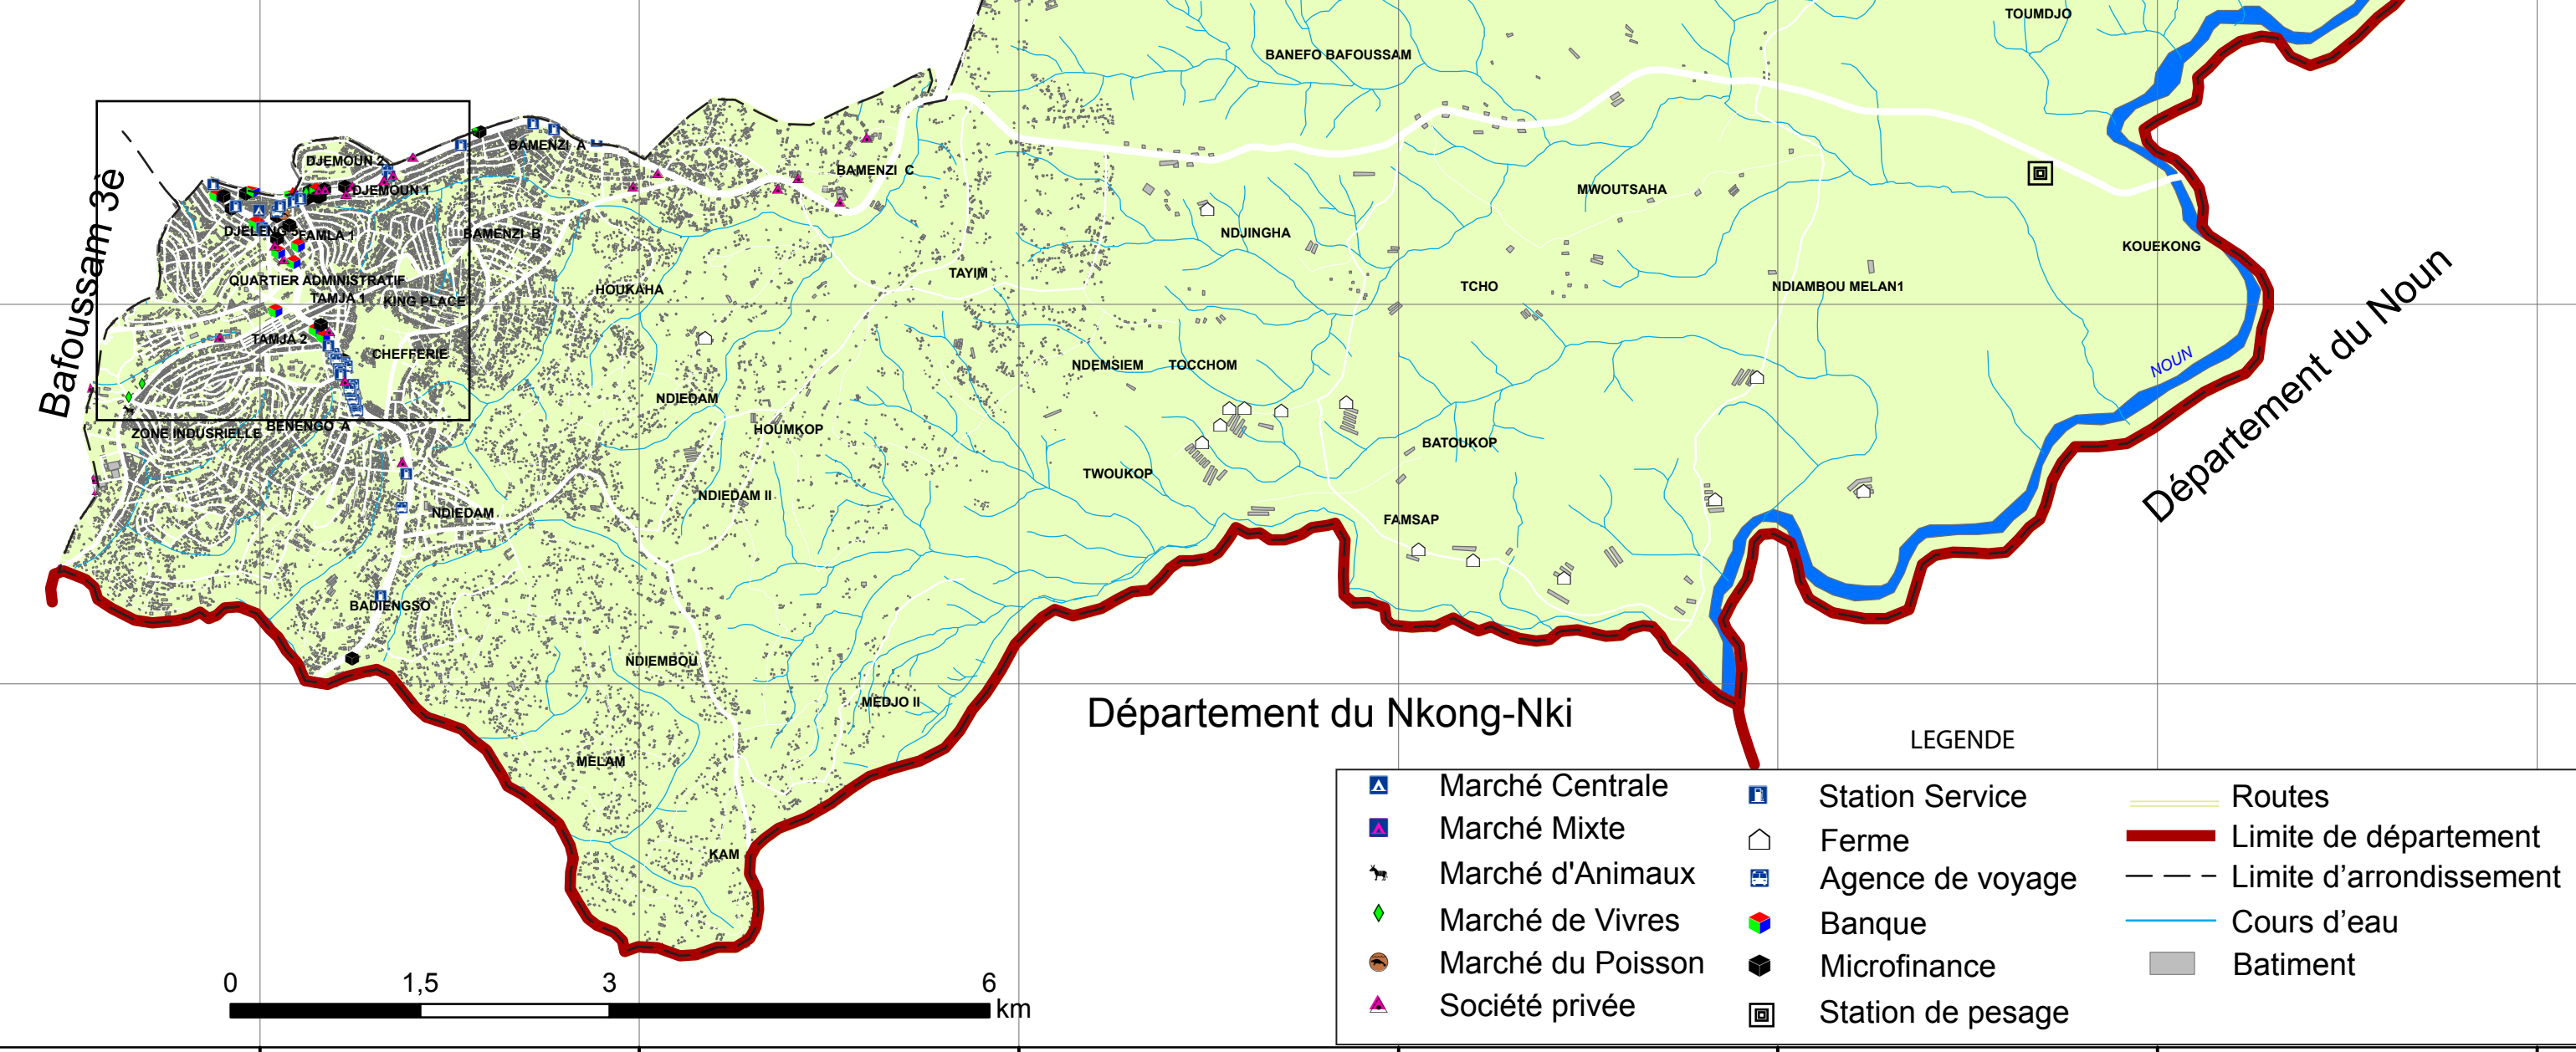 TOUMDJO
BANEFO BAFOUSSAM
BAMENZI A
DJEMOUN 2
BAMENZI C
DJEMOUN 1
MWOUTSAHA
Bafoussam 3è
DJELENG 5
FAMLA 1
BAMENZI B
NDJINGHA
KOUEKONG
TAYIM
QUARTIER ADMINISTRATIF
HOUKAHA
TCHO
NDIAMBOU MELAN1
TAMJA 1
KING PLACE
TAMJA 2
CHEFFERIE
NDEMSIEM
TOCCHOM
NOUN
Département du Noun
NDIEDAM
ZONE INDUSRIELLE
BENENGO A
HOUMKOP
BATOUKOP
TWOUKOP
NDIEDAM II
NDIEDAM
FAMSAP
BADIENGSO
NDIEMBOU
MEDJO II
Département du Nkong-Nki
MELAM
KAM
LEGENDE
Marché Centrale
Marché Mixte
Marché d'Animaux
Marché de Vivres
Marché du Poisson
Société privée
Station Service
Ferme
Agence de voyage
Banque
Microfinance
Station de pesage
Routes
Limite de département
Limite d’arrondissement
Cours d’eau
Batiment
0 1,5 3 6
km